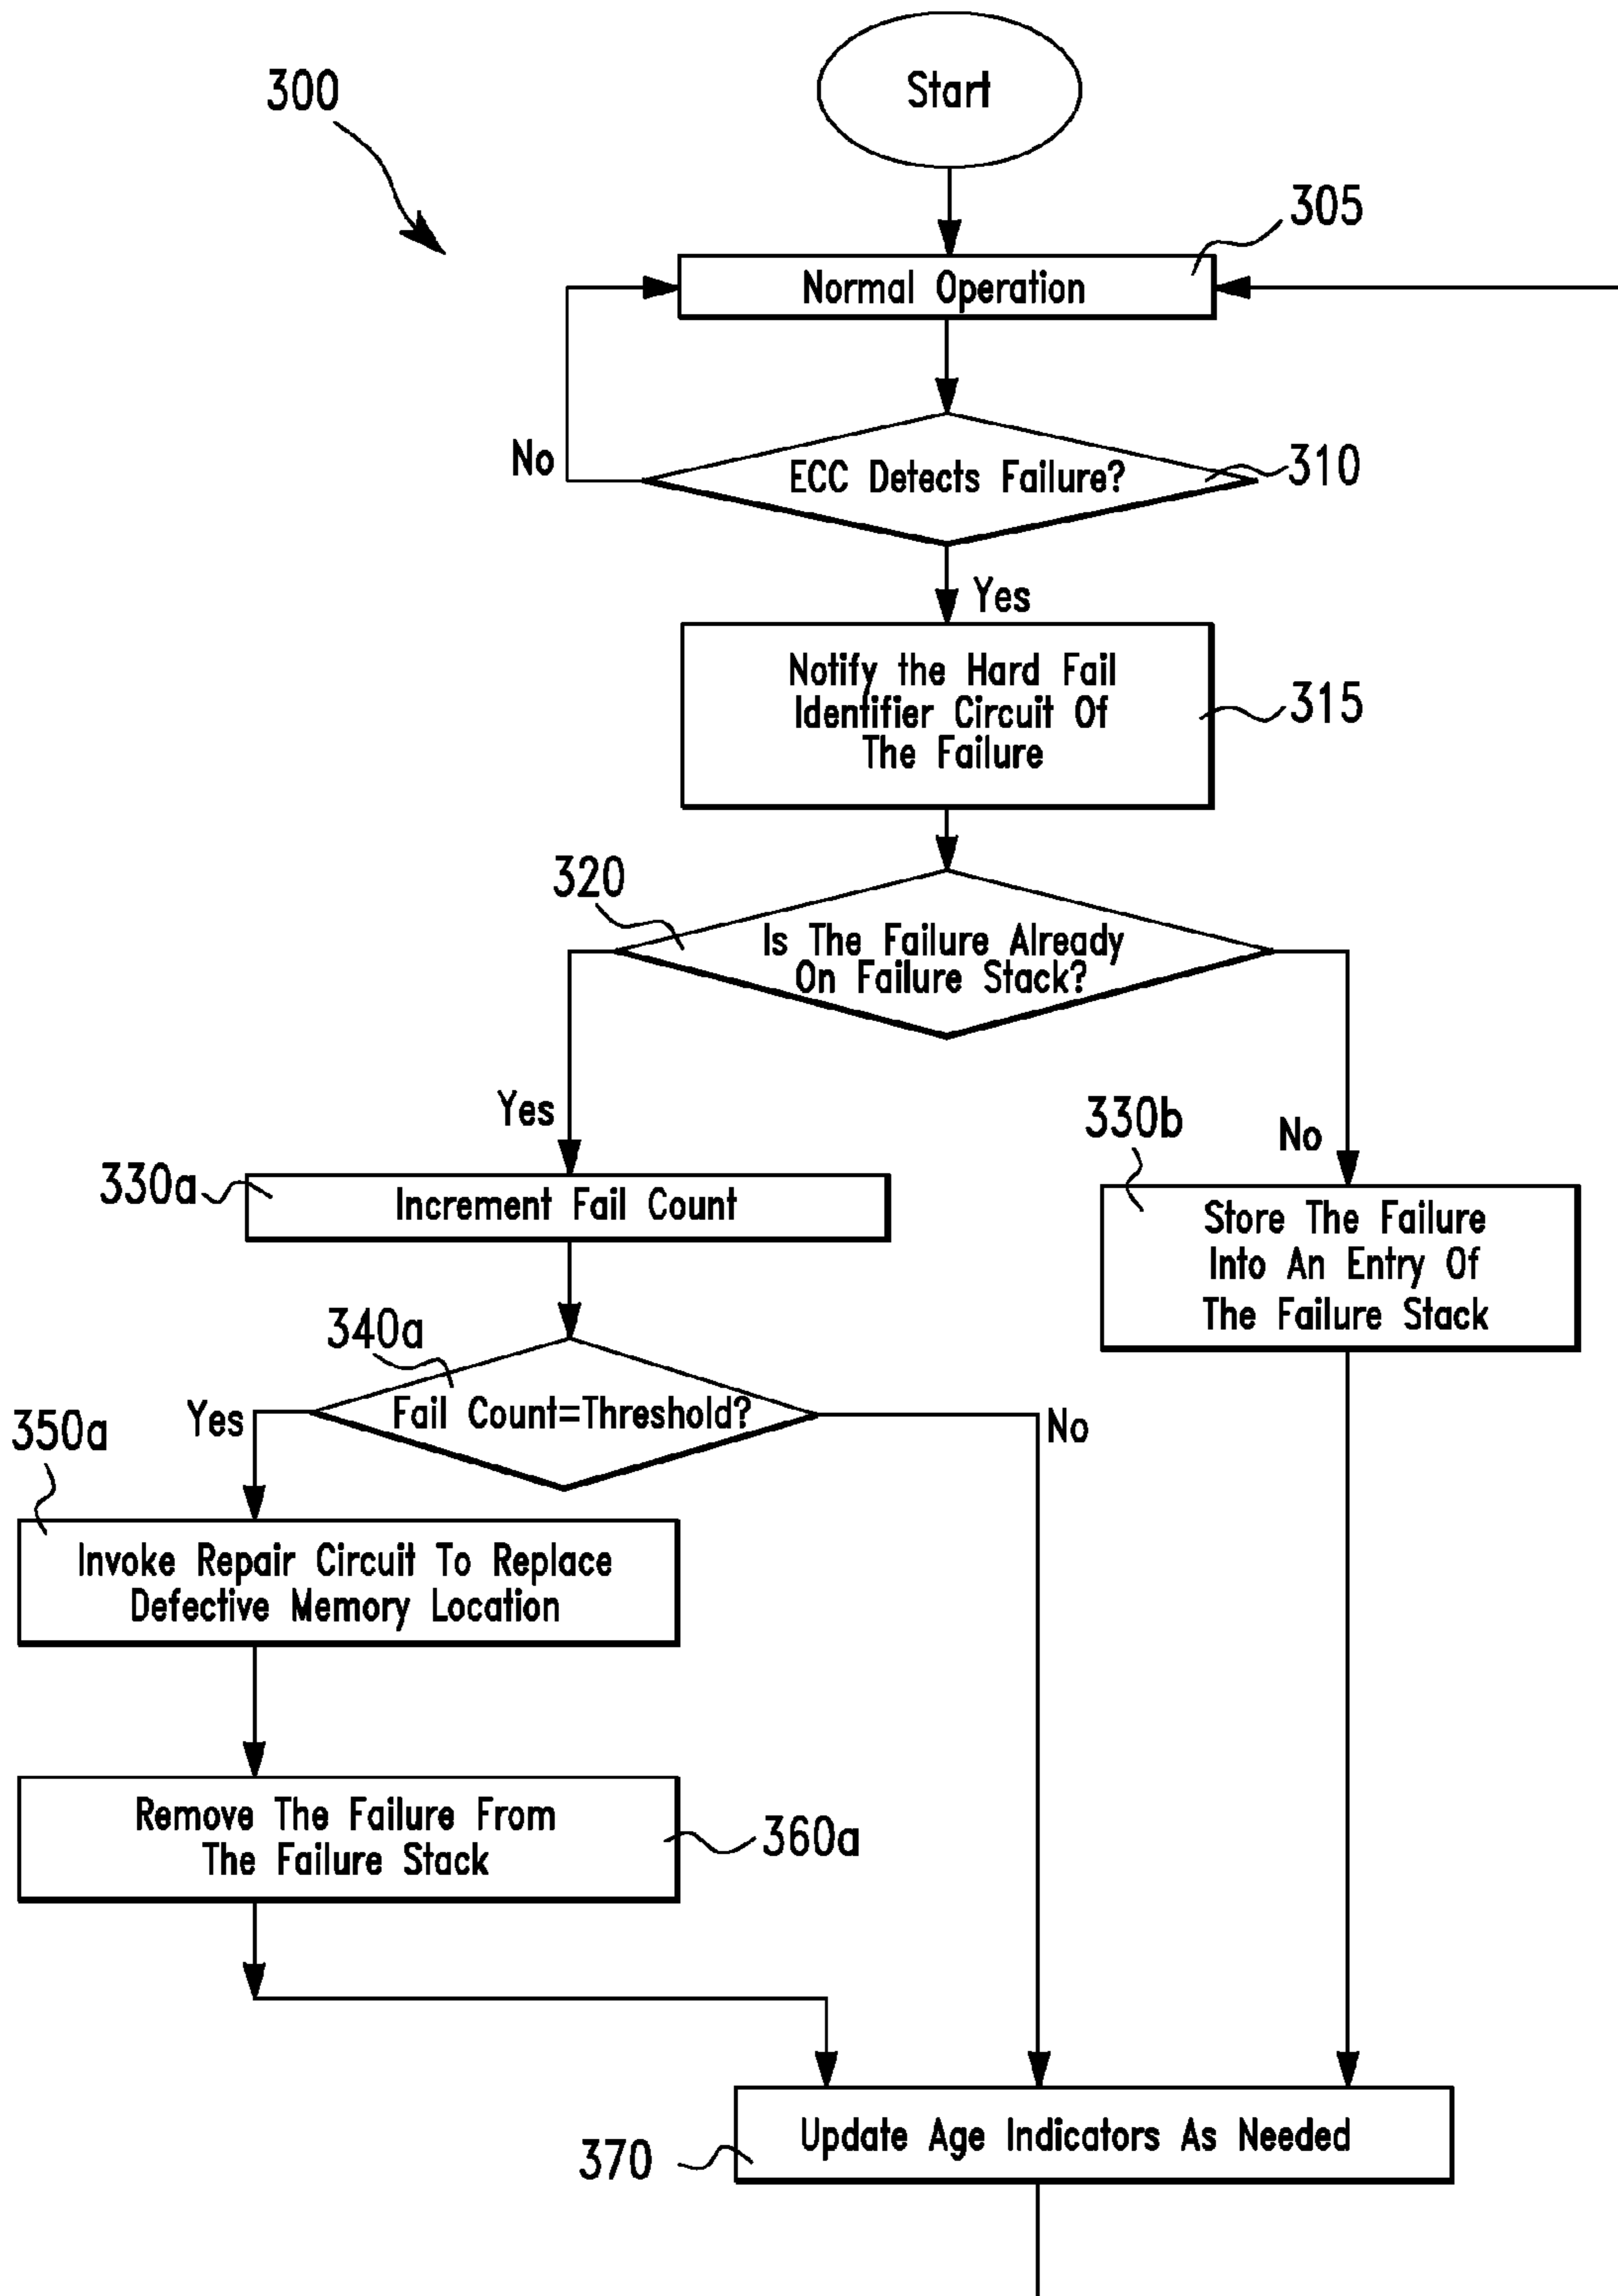 Start
300
305
Normal Operation
No
ECC Detects Failure?
310
Yes
Notify the Hard Fail
Identifier Circuit Of
The Failure
315
320
Is The Failure Already
On Failure Stack?
Yes
No
330a
Increment Fail Count
330b
Store The Failure
Into An Entry Of
The Failure Stack
340a
Fail Count=Threshold?
Yes
No
350a
Invoke Repair Circuit To Replace
Defective Memory Location
Remove The Failure From
The Failure Stack
360a
Update Age Indicators As Needed
370